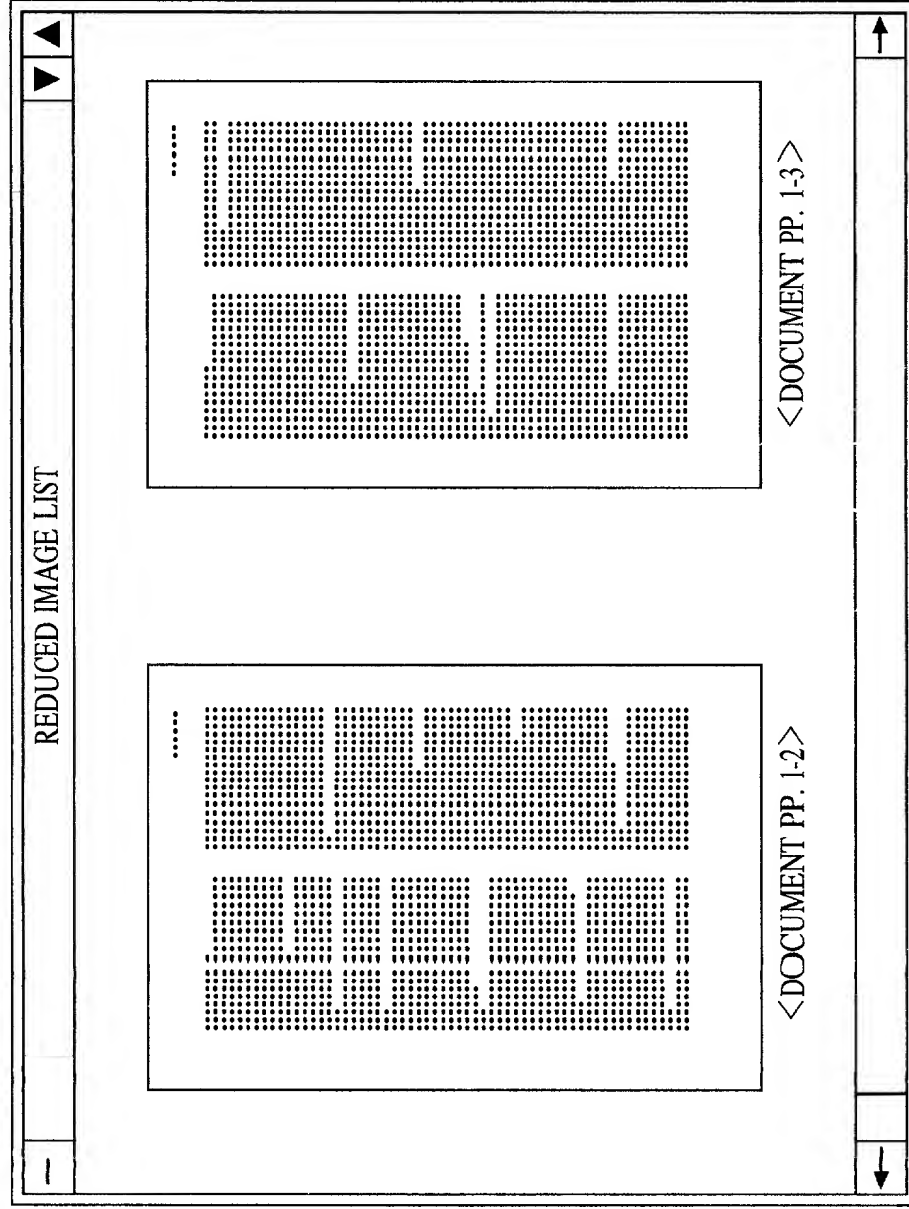 REDUCED IMAGE LIST
<DOCUMENT PP. 1-2>
<DOCUMENT PP. 1-3>